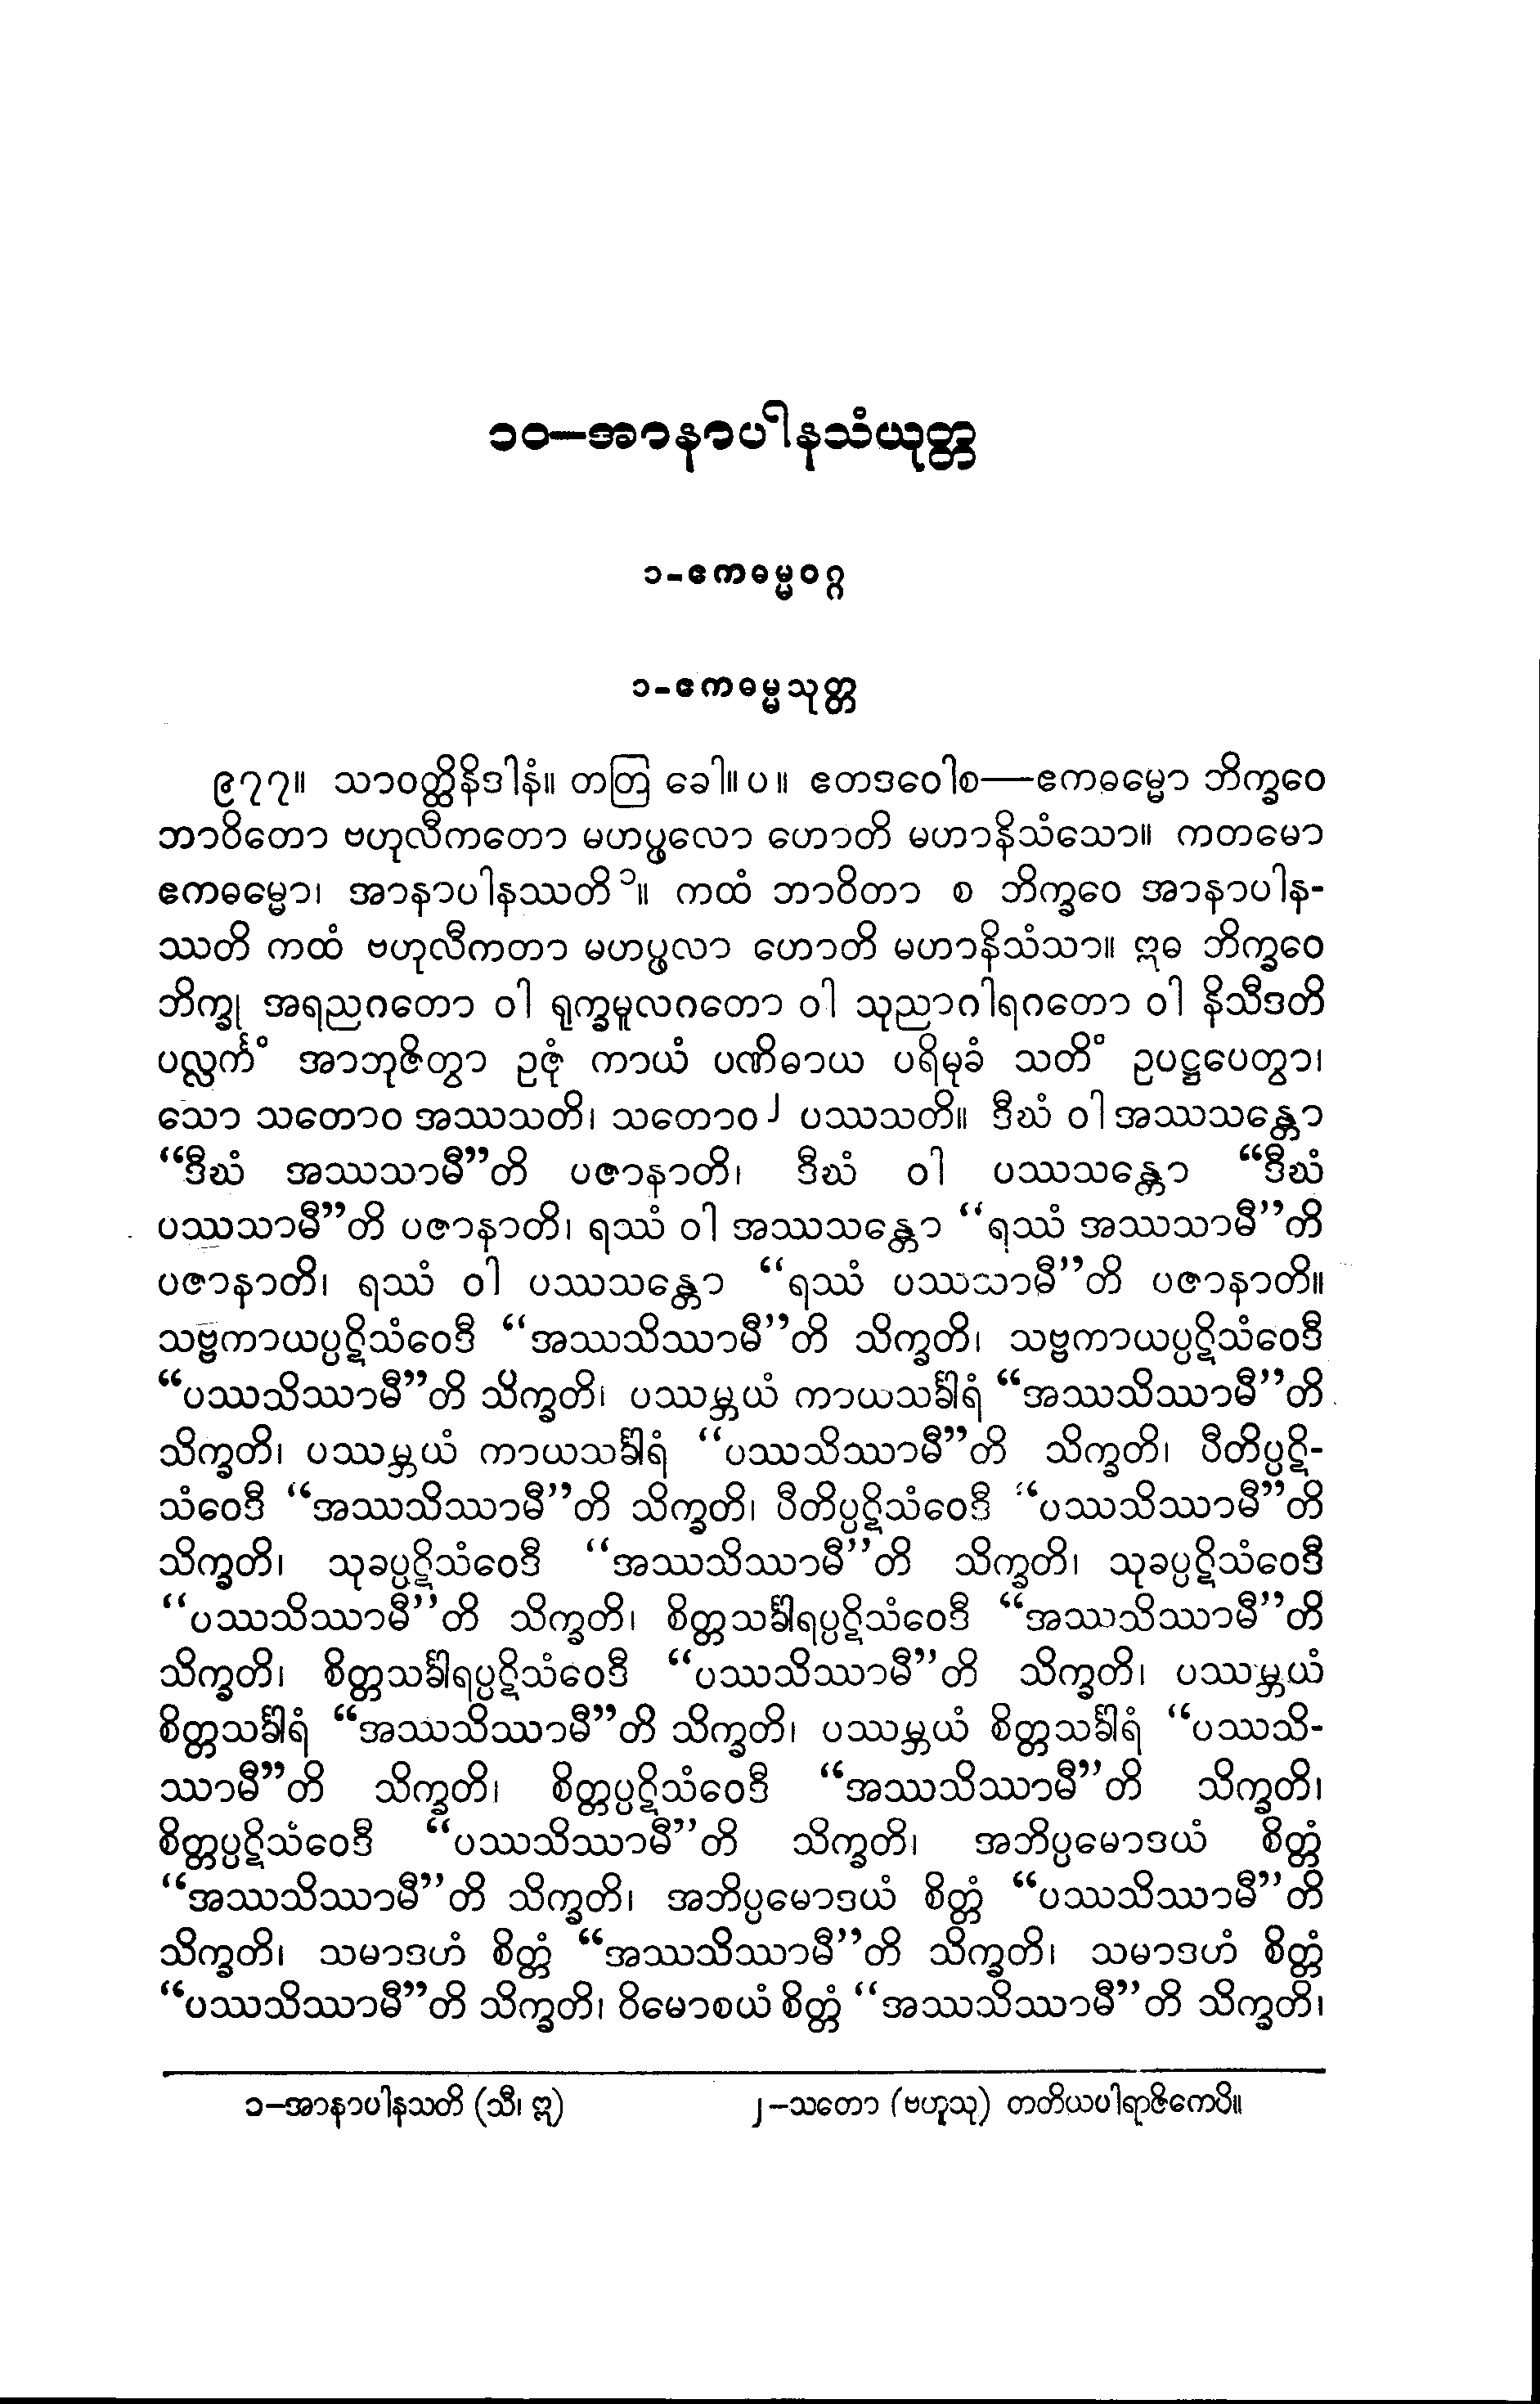 ၁၀—အာနာပါနသံယုတ္တ
၁-ဧကဓမ္မဝဂ္ဂ
၁-ဧကဓမ္မသုတ္တ
၉၇၇။ သာဝတ္ထိနိဒါနံ။ တတြ ခေါ။ ပ။ ဧတဒဝေါစ—ဧကဓမ္မော ဘိက္ခဝေ
ဘာဝိတော ဗဟုလီကတော မဟပ္ဖလော ဟောတိ မဟာနိသံသော။ ကတမော
ဧကဓမ္မော၊ အာနာပါနဿတိ ၁။ ကထံ ဘာဝိတာ စ ဘိက္ခဝေ အာနာပါန-
ဿတိ ကထံ ဗဟုလီကတာ မဟပ္ဖလာ ဟောတိ မဟာနိသံသာ။ ဣဓ ဘိက္ခဝေ
ဘိက္ခု အရညဂတော ဝါ ရုက္ခမူလဂတော ဝါ သုညာဂါရဂတော ဝါ နိသီဒတိ
ပလ္လင်္ကံ အာဘုဇိတွာ ဥဇုံ ကာယံ ပဏိဓာယ ပရိမုခံ သတိံ ဥပဋ္ဌပေတွာ၊
သော သတောဝ အဿသတိ၊ သတောဝ ၂ ပဿသတိ။ ဒီဃံ ဝါ အဿသန္တော
“ဒီဃံ အဿသာမီ”တိ ပဇာနာတိ၊ ဒီဃံ ဝါ ပဿသန္တော “ဒီဃံ
ပဿသာမီ”တိ ပဇာနာတိ၊ ရဿံ ဝါ အဿသန္တော “ရဿံ အဿသာမီ”တိ
ပဇာနာတိ၊ ရဿံ ဝါ ပဿသန္တော “ရဿံ ပဿသာမီ”တိ ပဇာနာတိ။
သဗ္ဗကာယပ္ပဋိသံဝေဒီ “အဿသိဿာမီ”တိ သိက္ခတိ၊ သဗ္ဗကာယပ္ပဋိသံဝေဒီ
“ပဿသိဿာမီ”တိ သိက္ခတိ၊ ပဿမ္ဘယံ ကာယသင်္ခါရံ “အဿသိဿာမီ”တိ
သိက္ခတိ၊ ပဿမ္ဘယံ ကာယသင်္ခါရံ “ပဿသိဿာမီ”တိ သိက္ခတိ၊ ပီတိပ္ပဋိ-
သံဝေဒီ “အဿသိဿာမီ”တိ သိက္ခတိ၊ ပီတိပ္ပဋိသံဝေဒီ “ပဿသိဿာမီ”တိ
သိက္ခတိ၊ သုခပ္ပဋိသံဝေဒီ “အဿသိဿာမီ”တိ သိက္ခတိ၊ သုခပ္ပဋိသံဝေဒီ
“ပဿသိဿာမီ”တိ သိက္ခတိ၊ စိတ္တသင်္ခါရပ္ပဋိသံဝေဒီ “အဿသိဿာမီ”တိ
သိက္ခတိ၊ စိတ္တသင်္ခါရပ္ပဋိသံဝေဒီ “ပဿသိဿာမီ”တိ သိက္ခတိ၊ ပဿမ္ဘယံ
စိတ္တသင်္ခါရံ “အဿသိဿာမီ”တိ သိက္ခတိ၊ ပဿမ္ဘယံ စိတ္တသင်္ခါရံ “ပဿသိ-
ဿာမီ”တိ သိက္ခတိ၊ စိတ္တပ္ပဋိသံဝေဒီ “အဿသိဿာမီ”တိ သိက္ခတိ၊
စိတ္တပ္ပဋိသံဝေဒီ “ပဿသိဿာမီ”တိ သိက္ခတိ၊ အဘိပ္ပမောဒယံ စိတ္တံ
“အဿသိဿာမီ”တိ သိက္ခတိ၊ အဘိပ္ပမောဒယံ စိတ္တံ “ပဿသိဿာမီ”တိ
သိက္ခတိ၊ သမာဒဟံ စိတ္တံ “အဿသိဿာမီ”တိ သိက္ခတိ၊ သမာဒဟံ စိတ္တံ
“ပဿသိဿာမီ”တိ သိက္ခတိ၊ ဝိမောစယံ စိတ္တံ “အဿသိဿာမီ”တိ သိက္ခတိ၊
၁—အာနာပါနသတိ (သီ၊ ဣ) ၂—သတော (ဗဟူသု) တတိယပါရာဇိကေပိ။